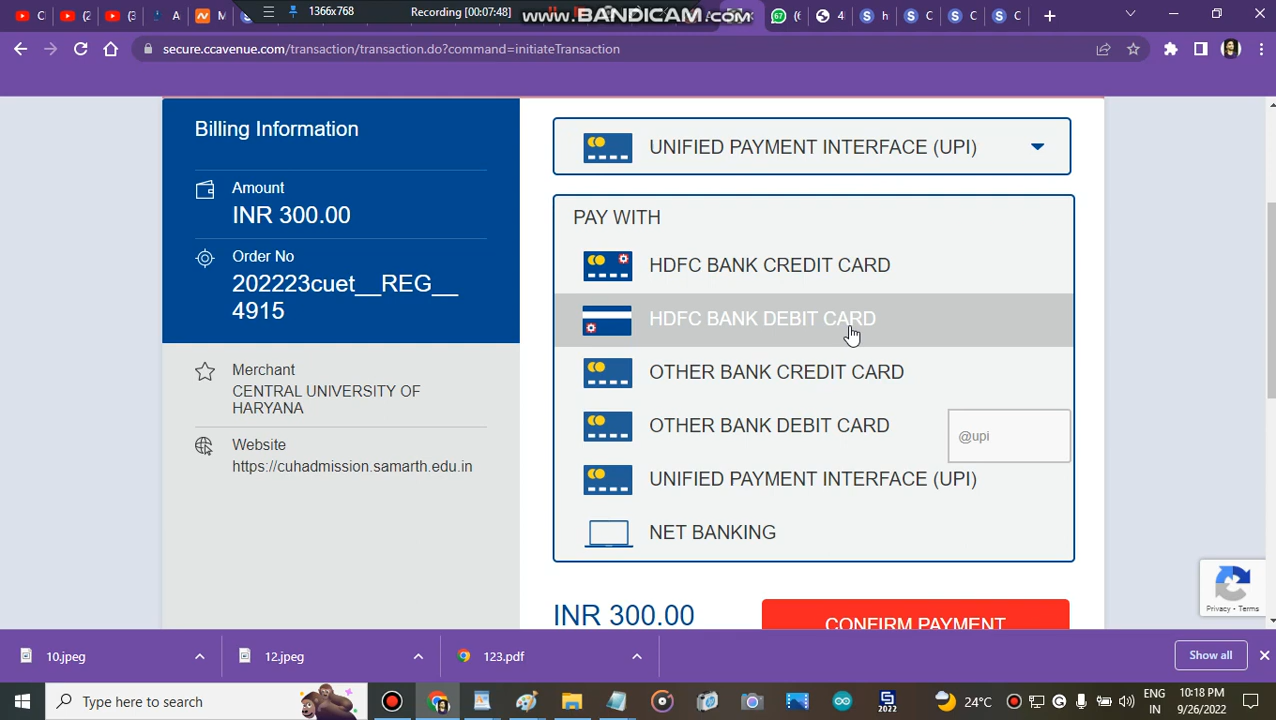 1366x768
Recording [00:07:48]
www.BANDICAM.com
secure.ccavenue.com/transaction/transaction.do?command=initiateTransaction
Billing Information
Amount
INR 300.00
Order No
202223cuet__REG__
4915
Merchant
CENTRAL UNIVERSITY OF
HARYANA
Website
https://cuhadmission.samarth.edu.in
UNIFIED PAYMENT INTERFACE (UPI)
PAY WITH
HDFC BANK CREDIT CARD
HDFC BANK DEBIT CARD
OTHER BANK CREDIT CARD
OTHER BANK DEBIT CARD
@upi
UNIFIED PAYMENT INTERFACE (UPI)
NET BANKING
INR 300.00
CONFIRM PAYMENT
Privacy - Terms
10.jpeg
12.jpeg
123.pdf
Show all
Type here to search
2022
24°C
ENG
IN
10:18 PM
9/26/2022